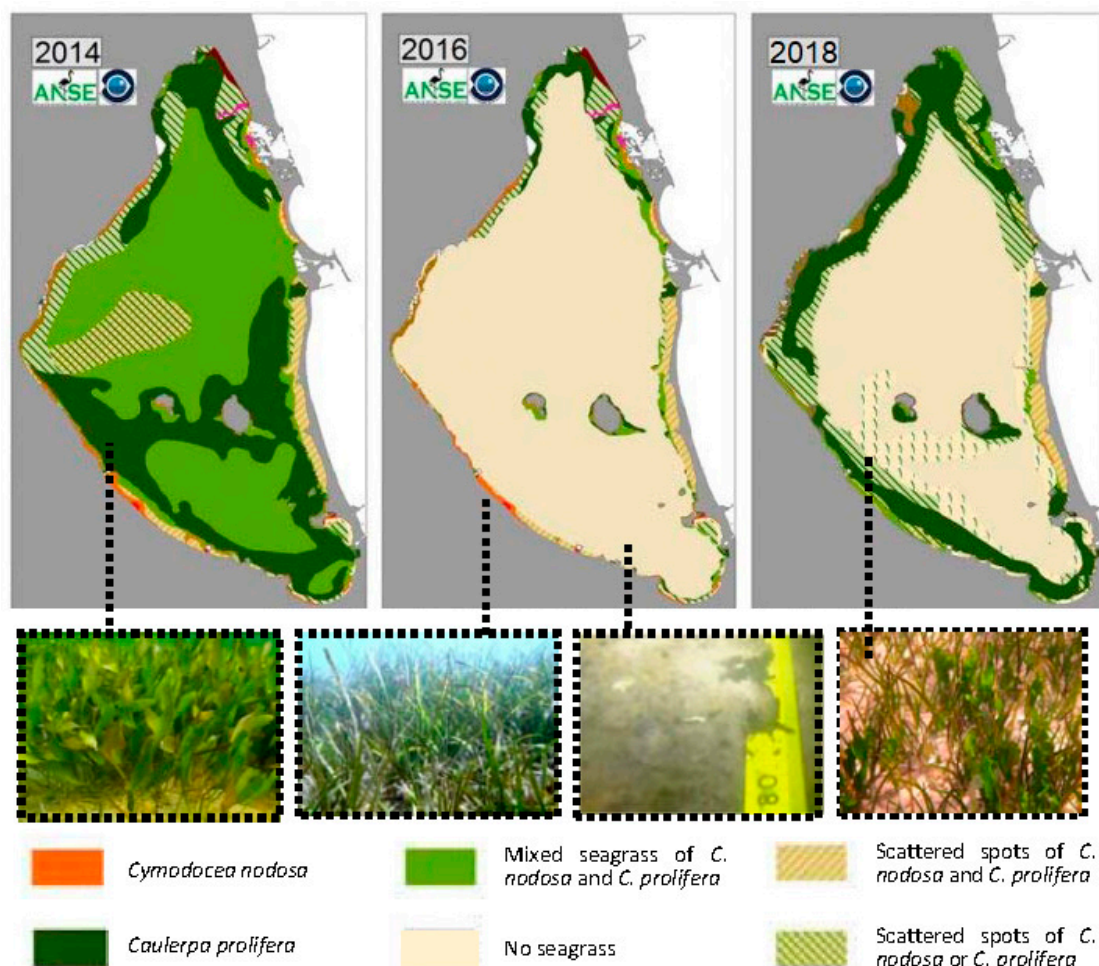 2014
2016
2018
ANSE
ANSE
ANSE
80
Cymodocea nodosa
Mixed seagrass of C.
nodosa and C. prolifera
Scattered spots of C.
nodosa and C. prolifera
Caulerpa prolifera
No seagrass
Scattered spots of C.
nodosa or C. prolifera